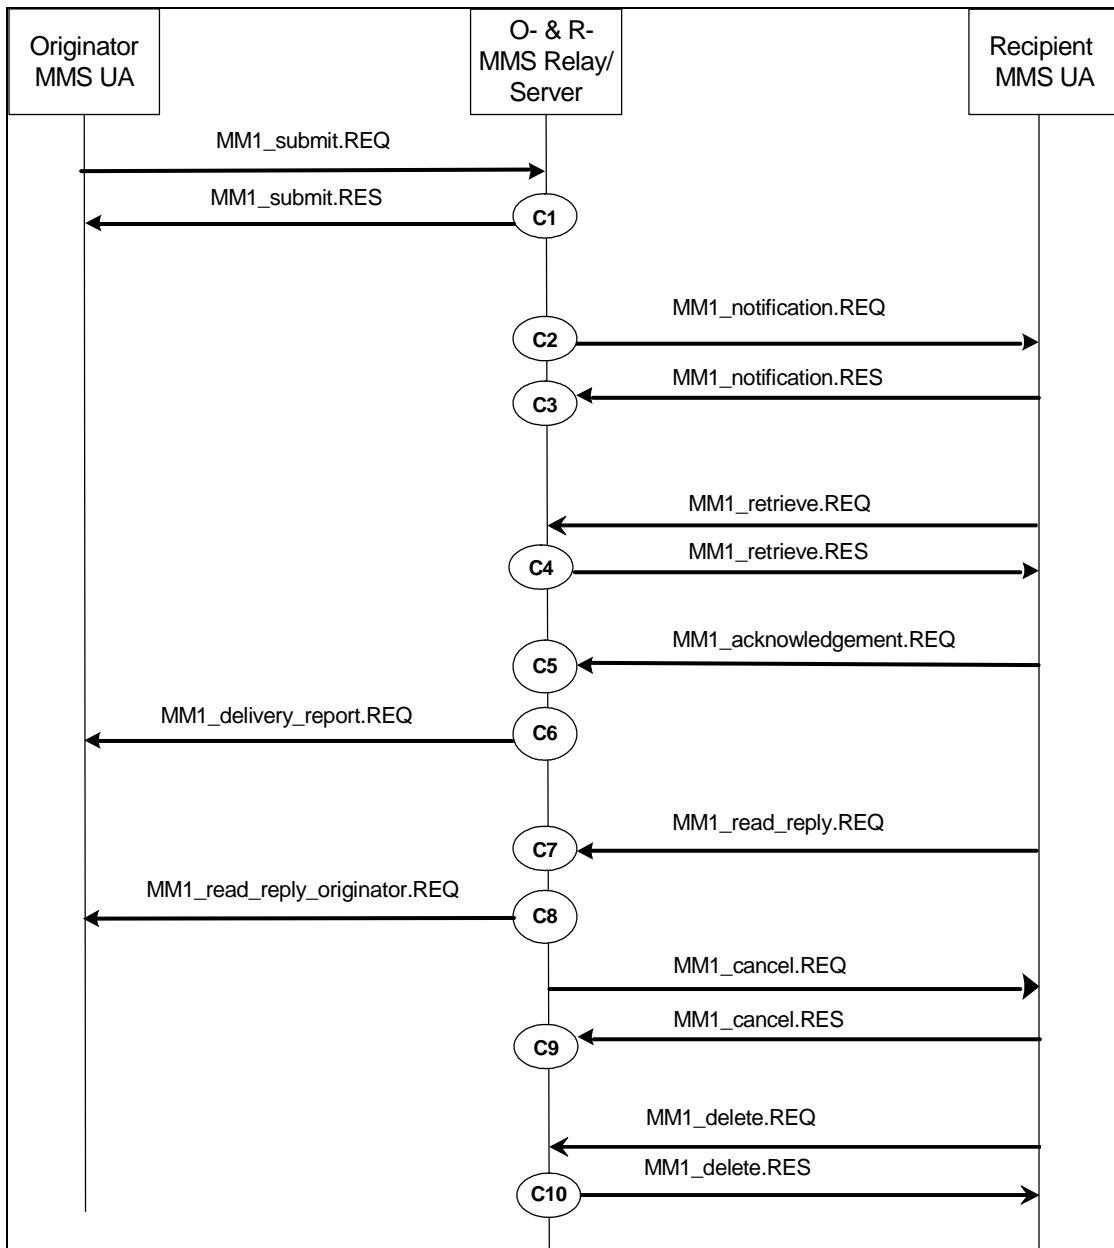 Originator
MMS UA
O- & R-
MMS Relay/
Server
Recipient
MMS UA
MM1_submit.REQ
MM1_submit.RES
C1
MM1_notification.REQ
C2
MM1_notification.RES
C3
MM1_retrieve.REQ
MM1_retrieve.RES
C4
MM1_acknowledgement.REQ
C5
MM1_delivery_report.REQ
C6
MM1_read_reply.REQ
C7
MM1_read_reply_originator.REQ
C8
MM1_cancel.REQ
MM1_cancel.RES
C9
MM1_delete.REQ
MM1_delete.RES
C10